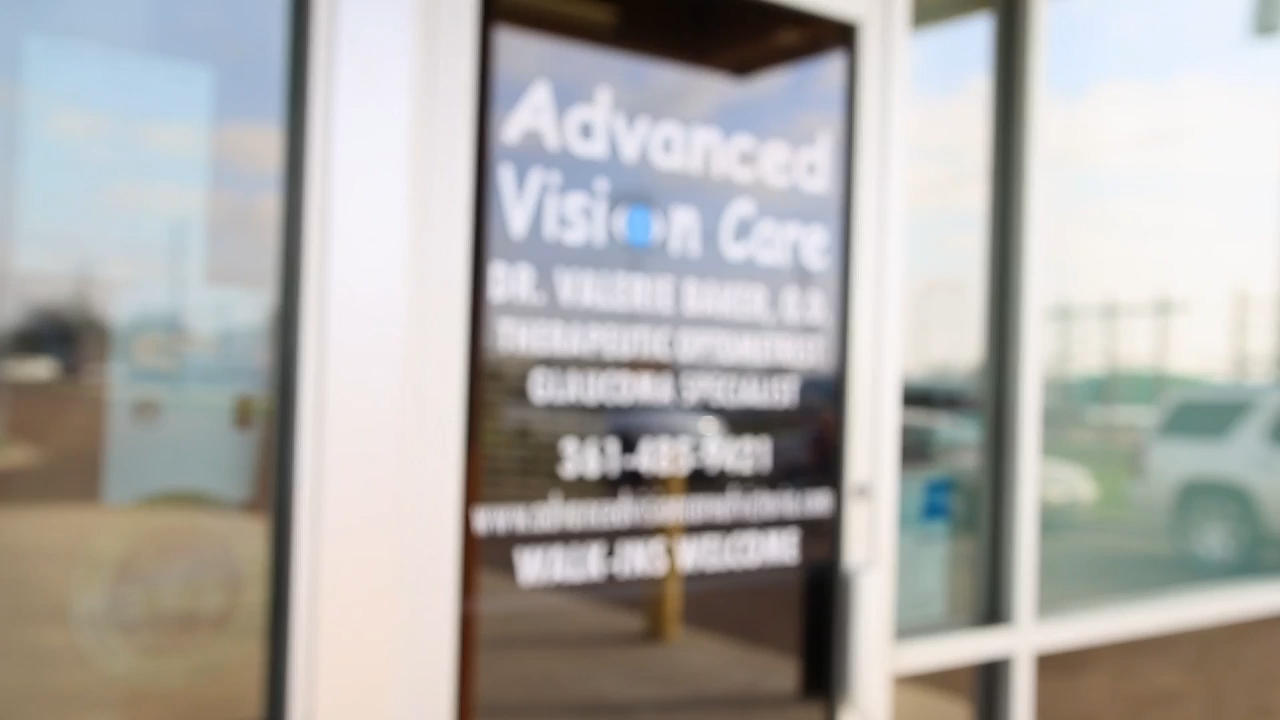 Advanced
Vision Care
DR. VALERIE BAKER, O.D.
THERAPEUTIC OPTOMETRIST
GLAUCOMA SPECIALIST
WALK-INS WELCOME